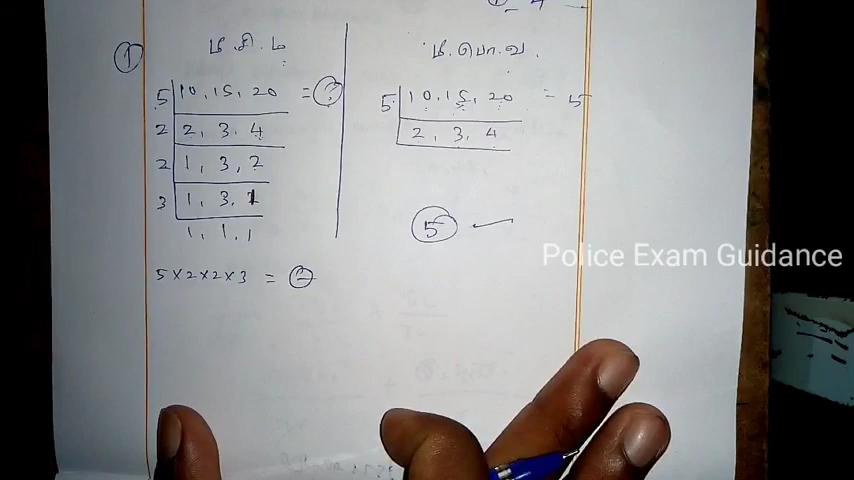 ① மீ.சி.ம
5 | 10, 15, 20 = ?
2 | 2, 3, 4
2 | 1, 3, 2
3 | 1, 3, 1
1, 1, 1
5 × 2 × 2 × 3 = ?
மீ.பொ.வ.
5 | 10, 15, 20 = 5
2, 3, 4
5
Police Exam Guidance